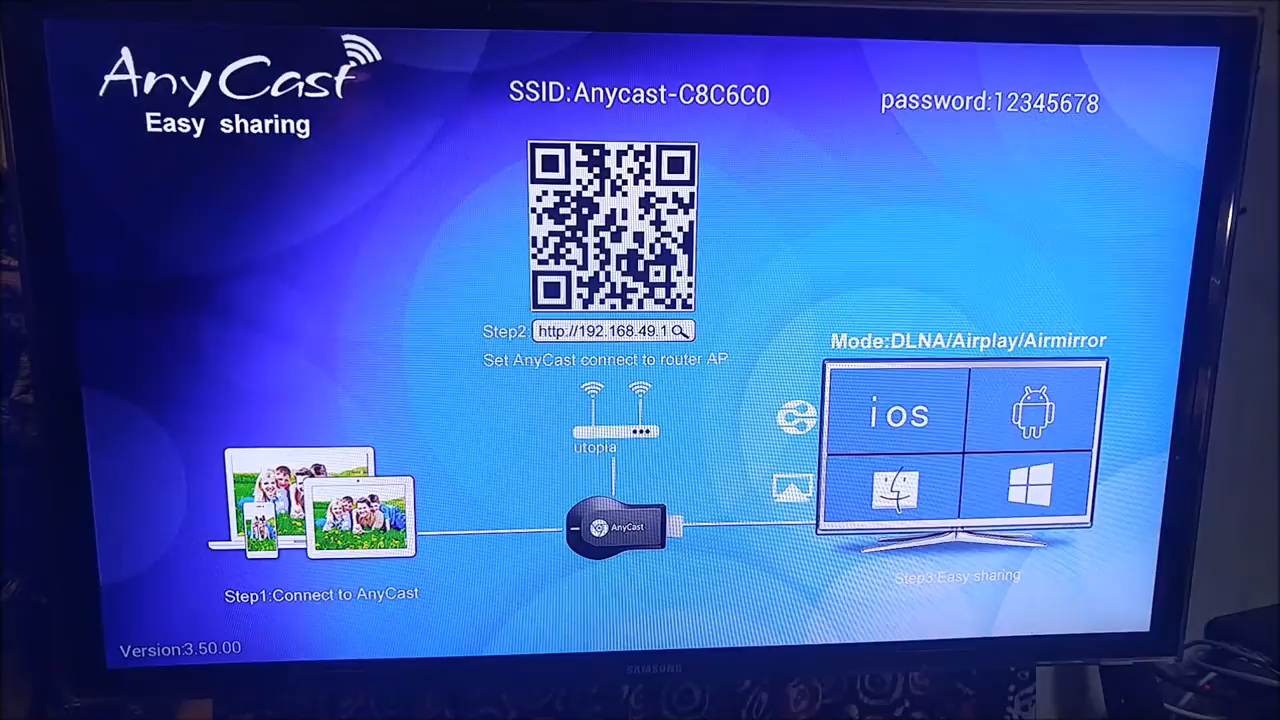 AnyCast
Easy sharing
SSID:Anycast-C8C6C0
password:12345678
Step2:
http://192.168.49.1
Set AnyCast connect to router AP
utopia
Mode:DLNA/Airplay/Airmirror
ios
AnyCast
Step1:Connect to AnyCast
Step3:Easy sharing
Version:3.50.00
SAMSUNG